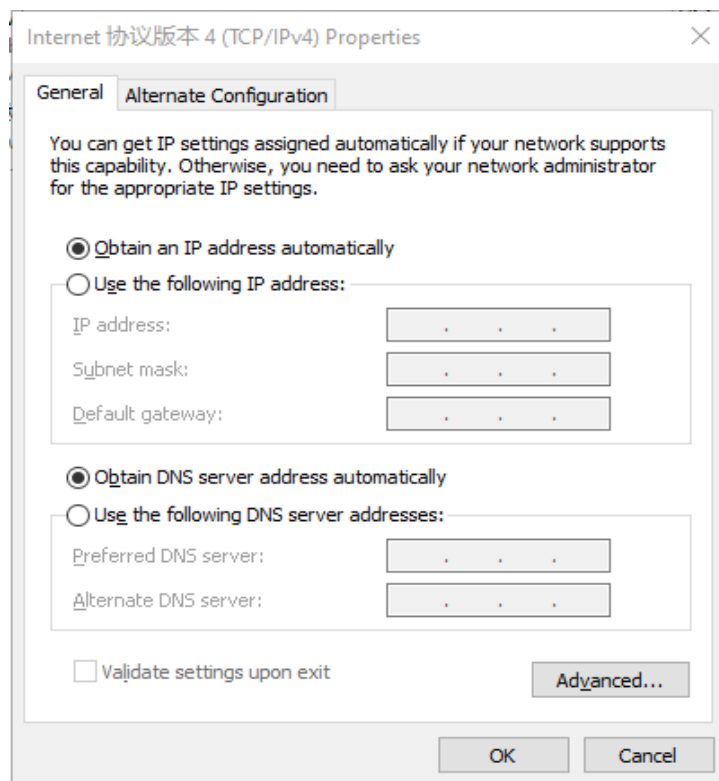 Internet 协议版本 4 (TCP/IPv4) Properties
General
Alternate Configuration
You can get IP settings assigned automatically if your network supports
this capability. Otherwise, you need to ask your network administrator
for the appropriate IP settings.
Obtain an IP address automatically
Use the following IP address:
IP address:
Subnet mask:
Default gateway:
Obtain DNS server address automatically
Use the following DNS server addresses:
Preferred DNS server:
Alternate DNS server:
Validate settings upon exit
Advanced...
OK
Cancel